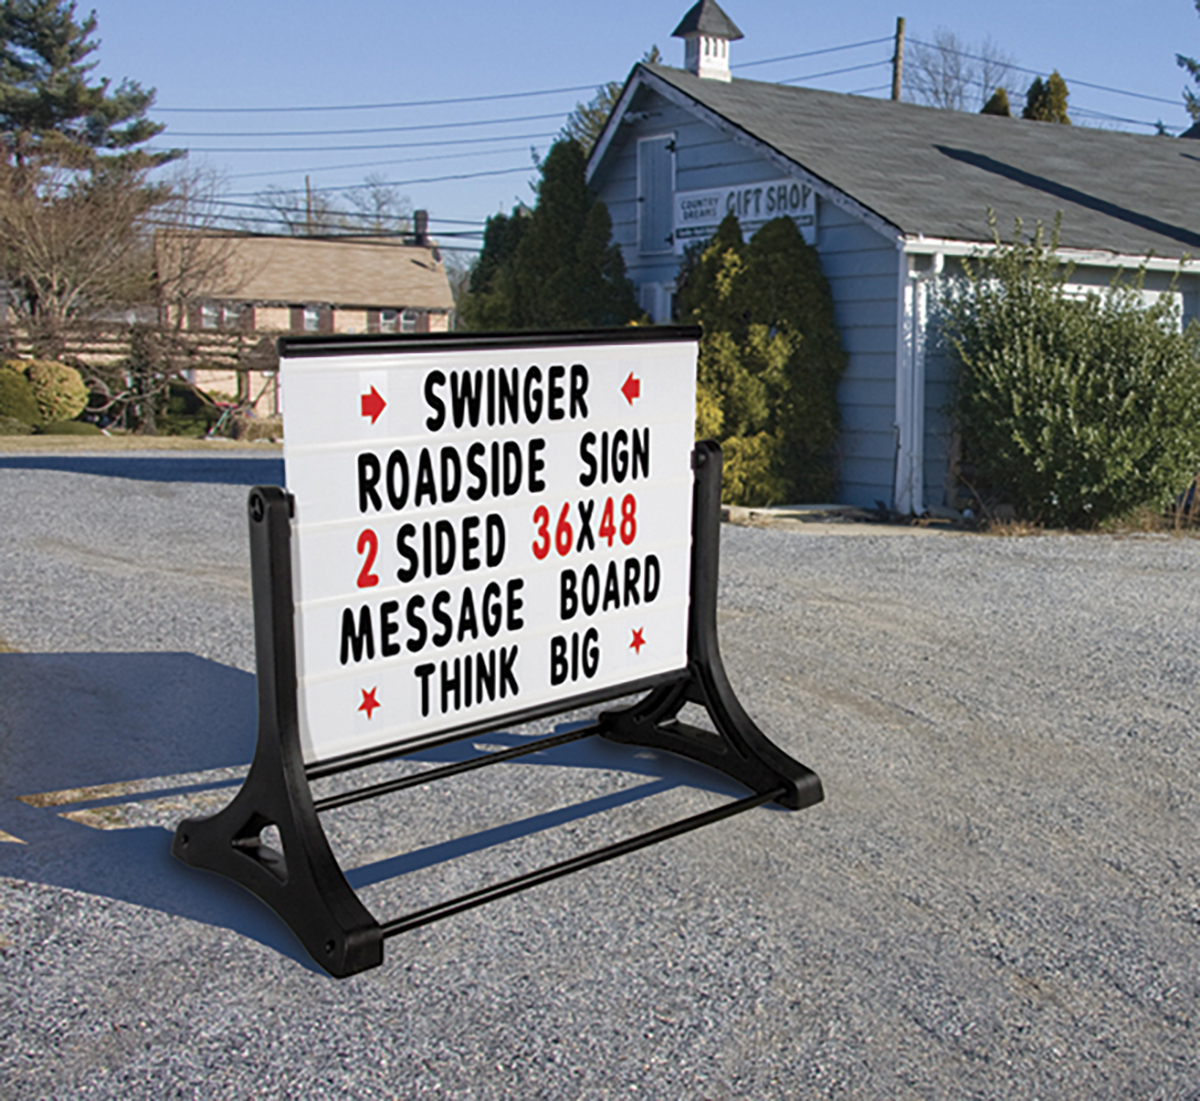 COUNTRY
DREAMS
GIFT SHOP
SWINGER
ROADSIDE SIGN
2 SIDED 36X48
MESSAGE BOARD
THINK BIG